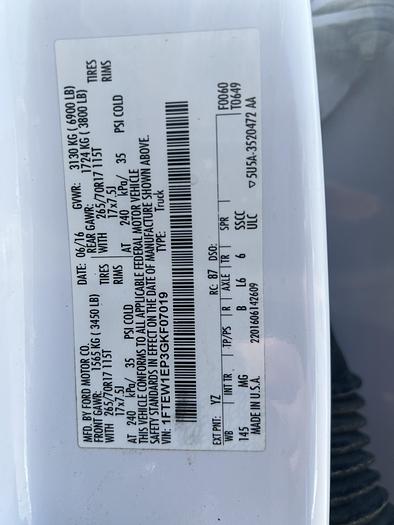 MFD. BY FORD MOTOR CO.
DATE: 06/16 GVWR: 3130 KG ( 6900 LB)
FRONT GAWR: 1565 KG ( 3450 LB) REAR GAWR: 1724 KG ( 3800 LB)
265/70R17 115T TIRES WITH 265/70R17 115T TIRES
17x7.5J RIMS 17x7.5J RIMS
AT 240 kPa/ 35 PSI COLD AT 240 kPa/ 35 PSI COLD
THIS VEHICLE CONFORMS TO ALL APPLICABLE FEDERAL MOTOR VEHICLE
SAFETY STANDARDS IN EFFECT ON THE DATE OF MANUFACTURE SHOWN ABOVE.
VIN: 1FTEW1EP3GKF07019 TYPE: Truck
F0060
T0649
EXT PNT: YZ RC: 87 DSO:
WB INT TR TP/PS R AXLE TR SPR
145 MG B L6 6 SSCC
ULC
MADE IN U.S.A. 2201606142609 5U5A-3520472 AA